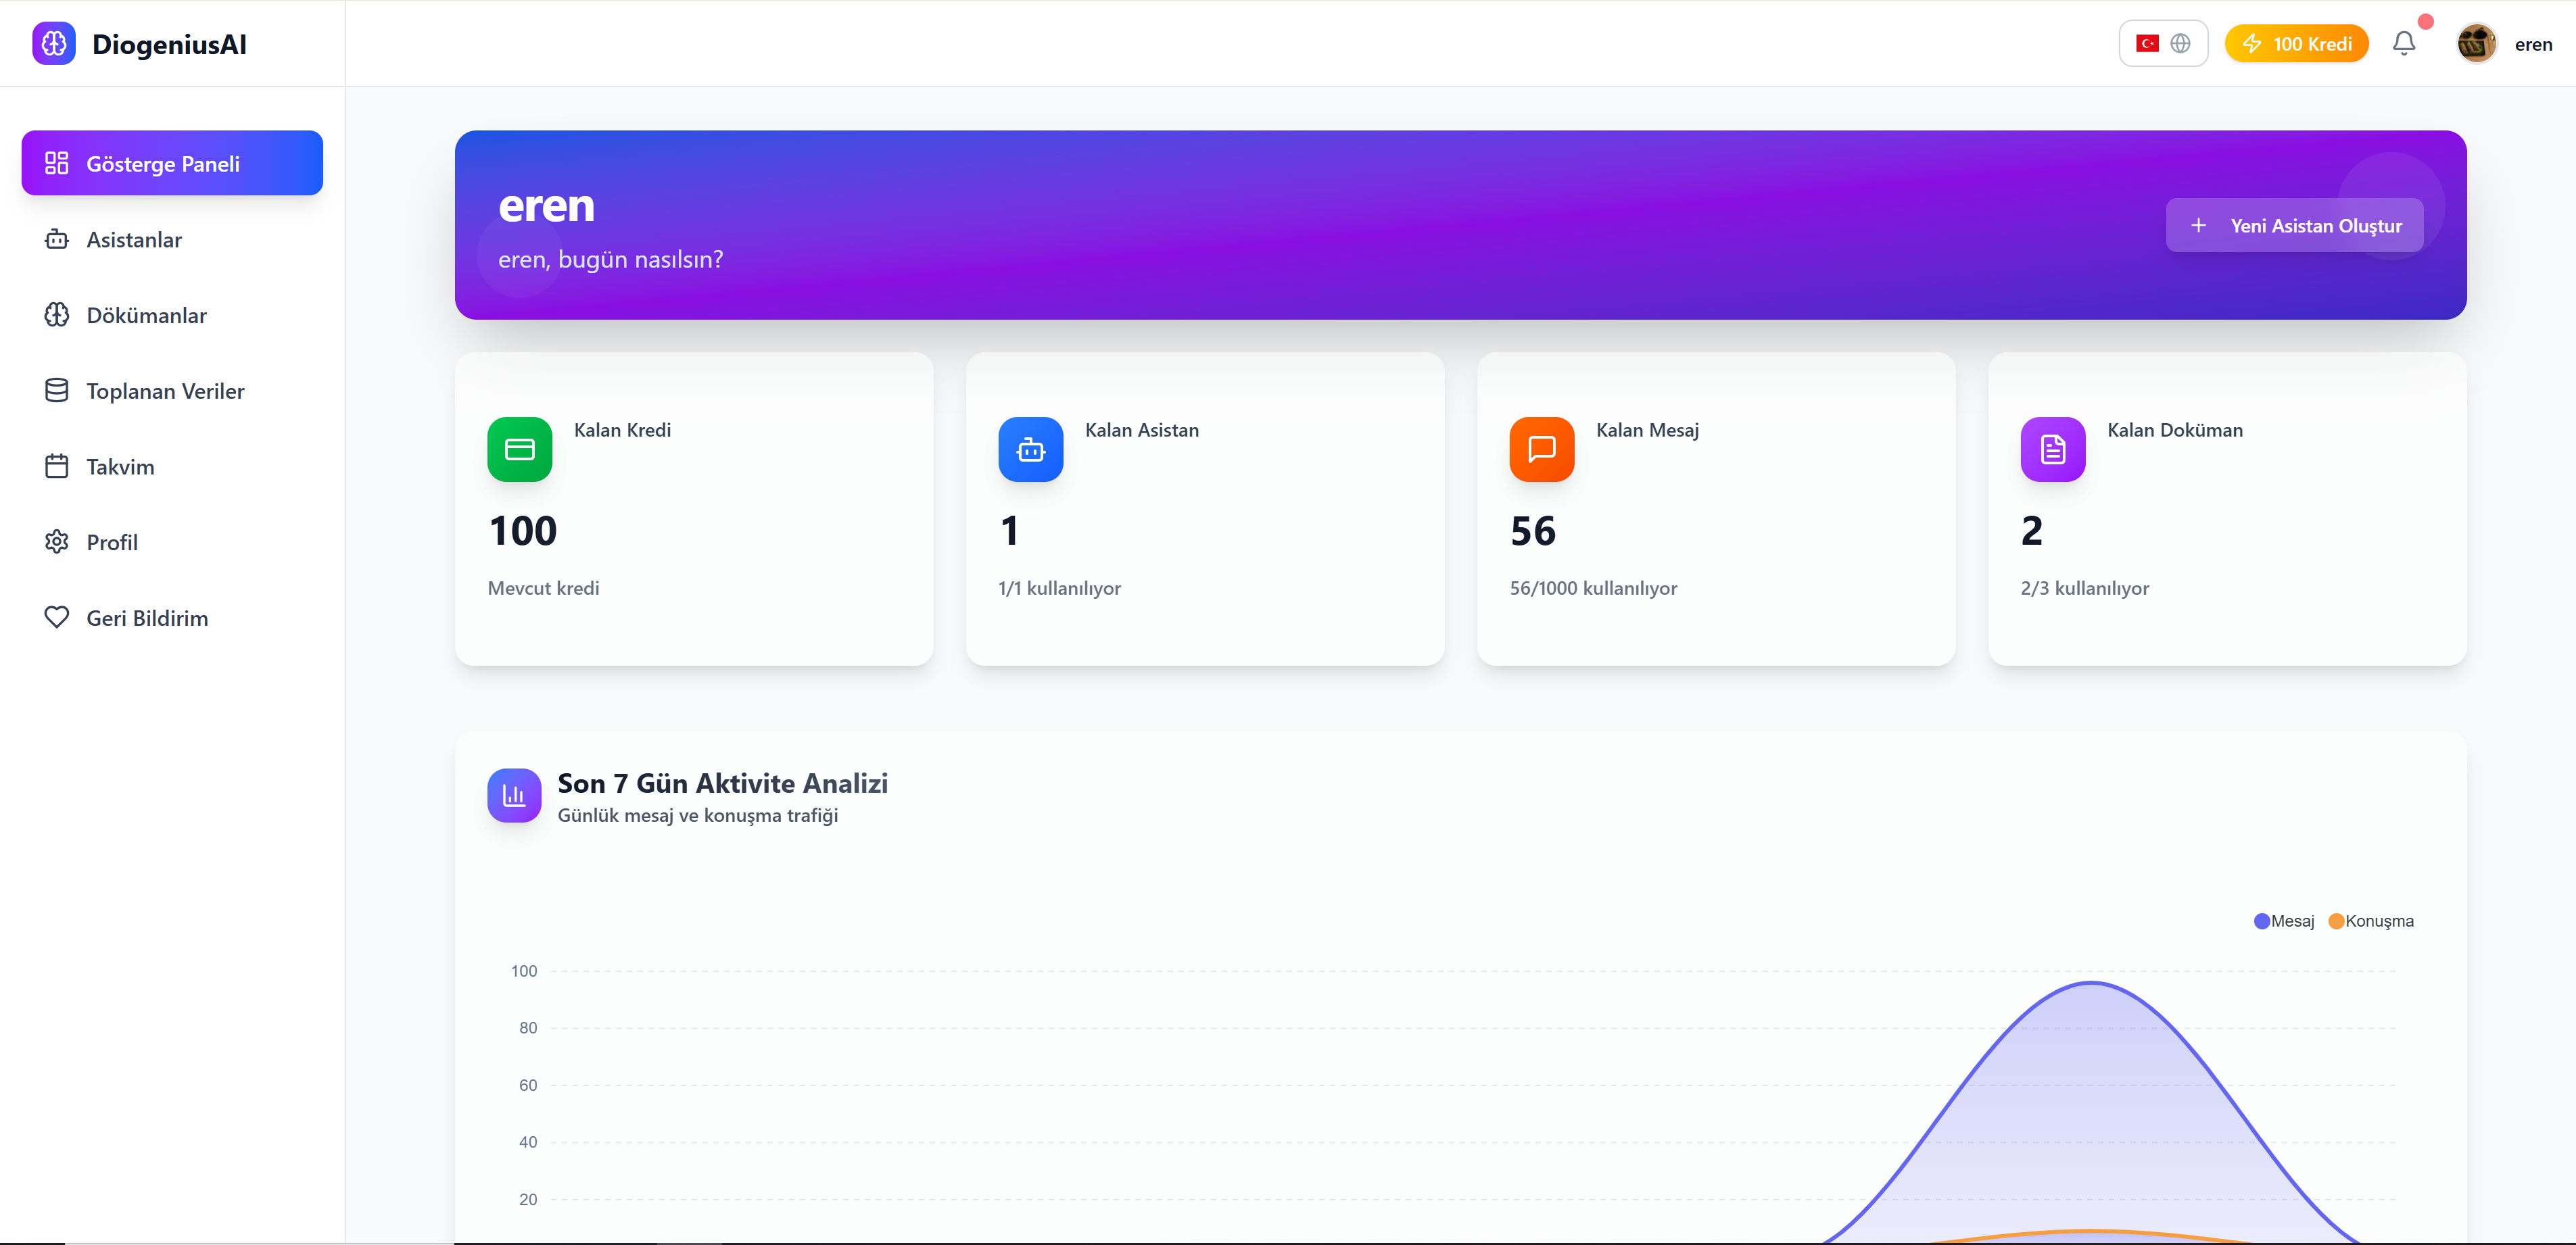 DiogeniusAI
100 Kredi
eren
Gösterge Paneli
Asistanlar
Dökümanlar
Toplanan Veriler
Takvim
Profil
Geri Bildirim
eren
eren, bugün nasılsın?
Yeni Asistan Oluştur
Kalan Kredi
100
Mevcut kredi
Kalan Asistan
1
1/1 kullanılıyor
Kalan Mesaj
56
56/1000 kullanılıyor
Kalan Doküman
2
2/3 kullanılıyor
Son 7 Gün Aktivite Analizi
Günlük mesaj ve konuşma trafiği
Mesaj Konuşma
100
80
60
40
20